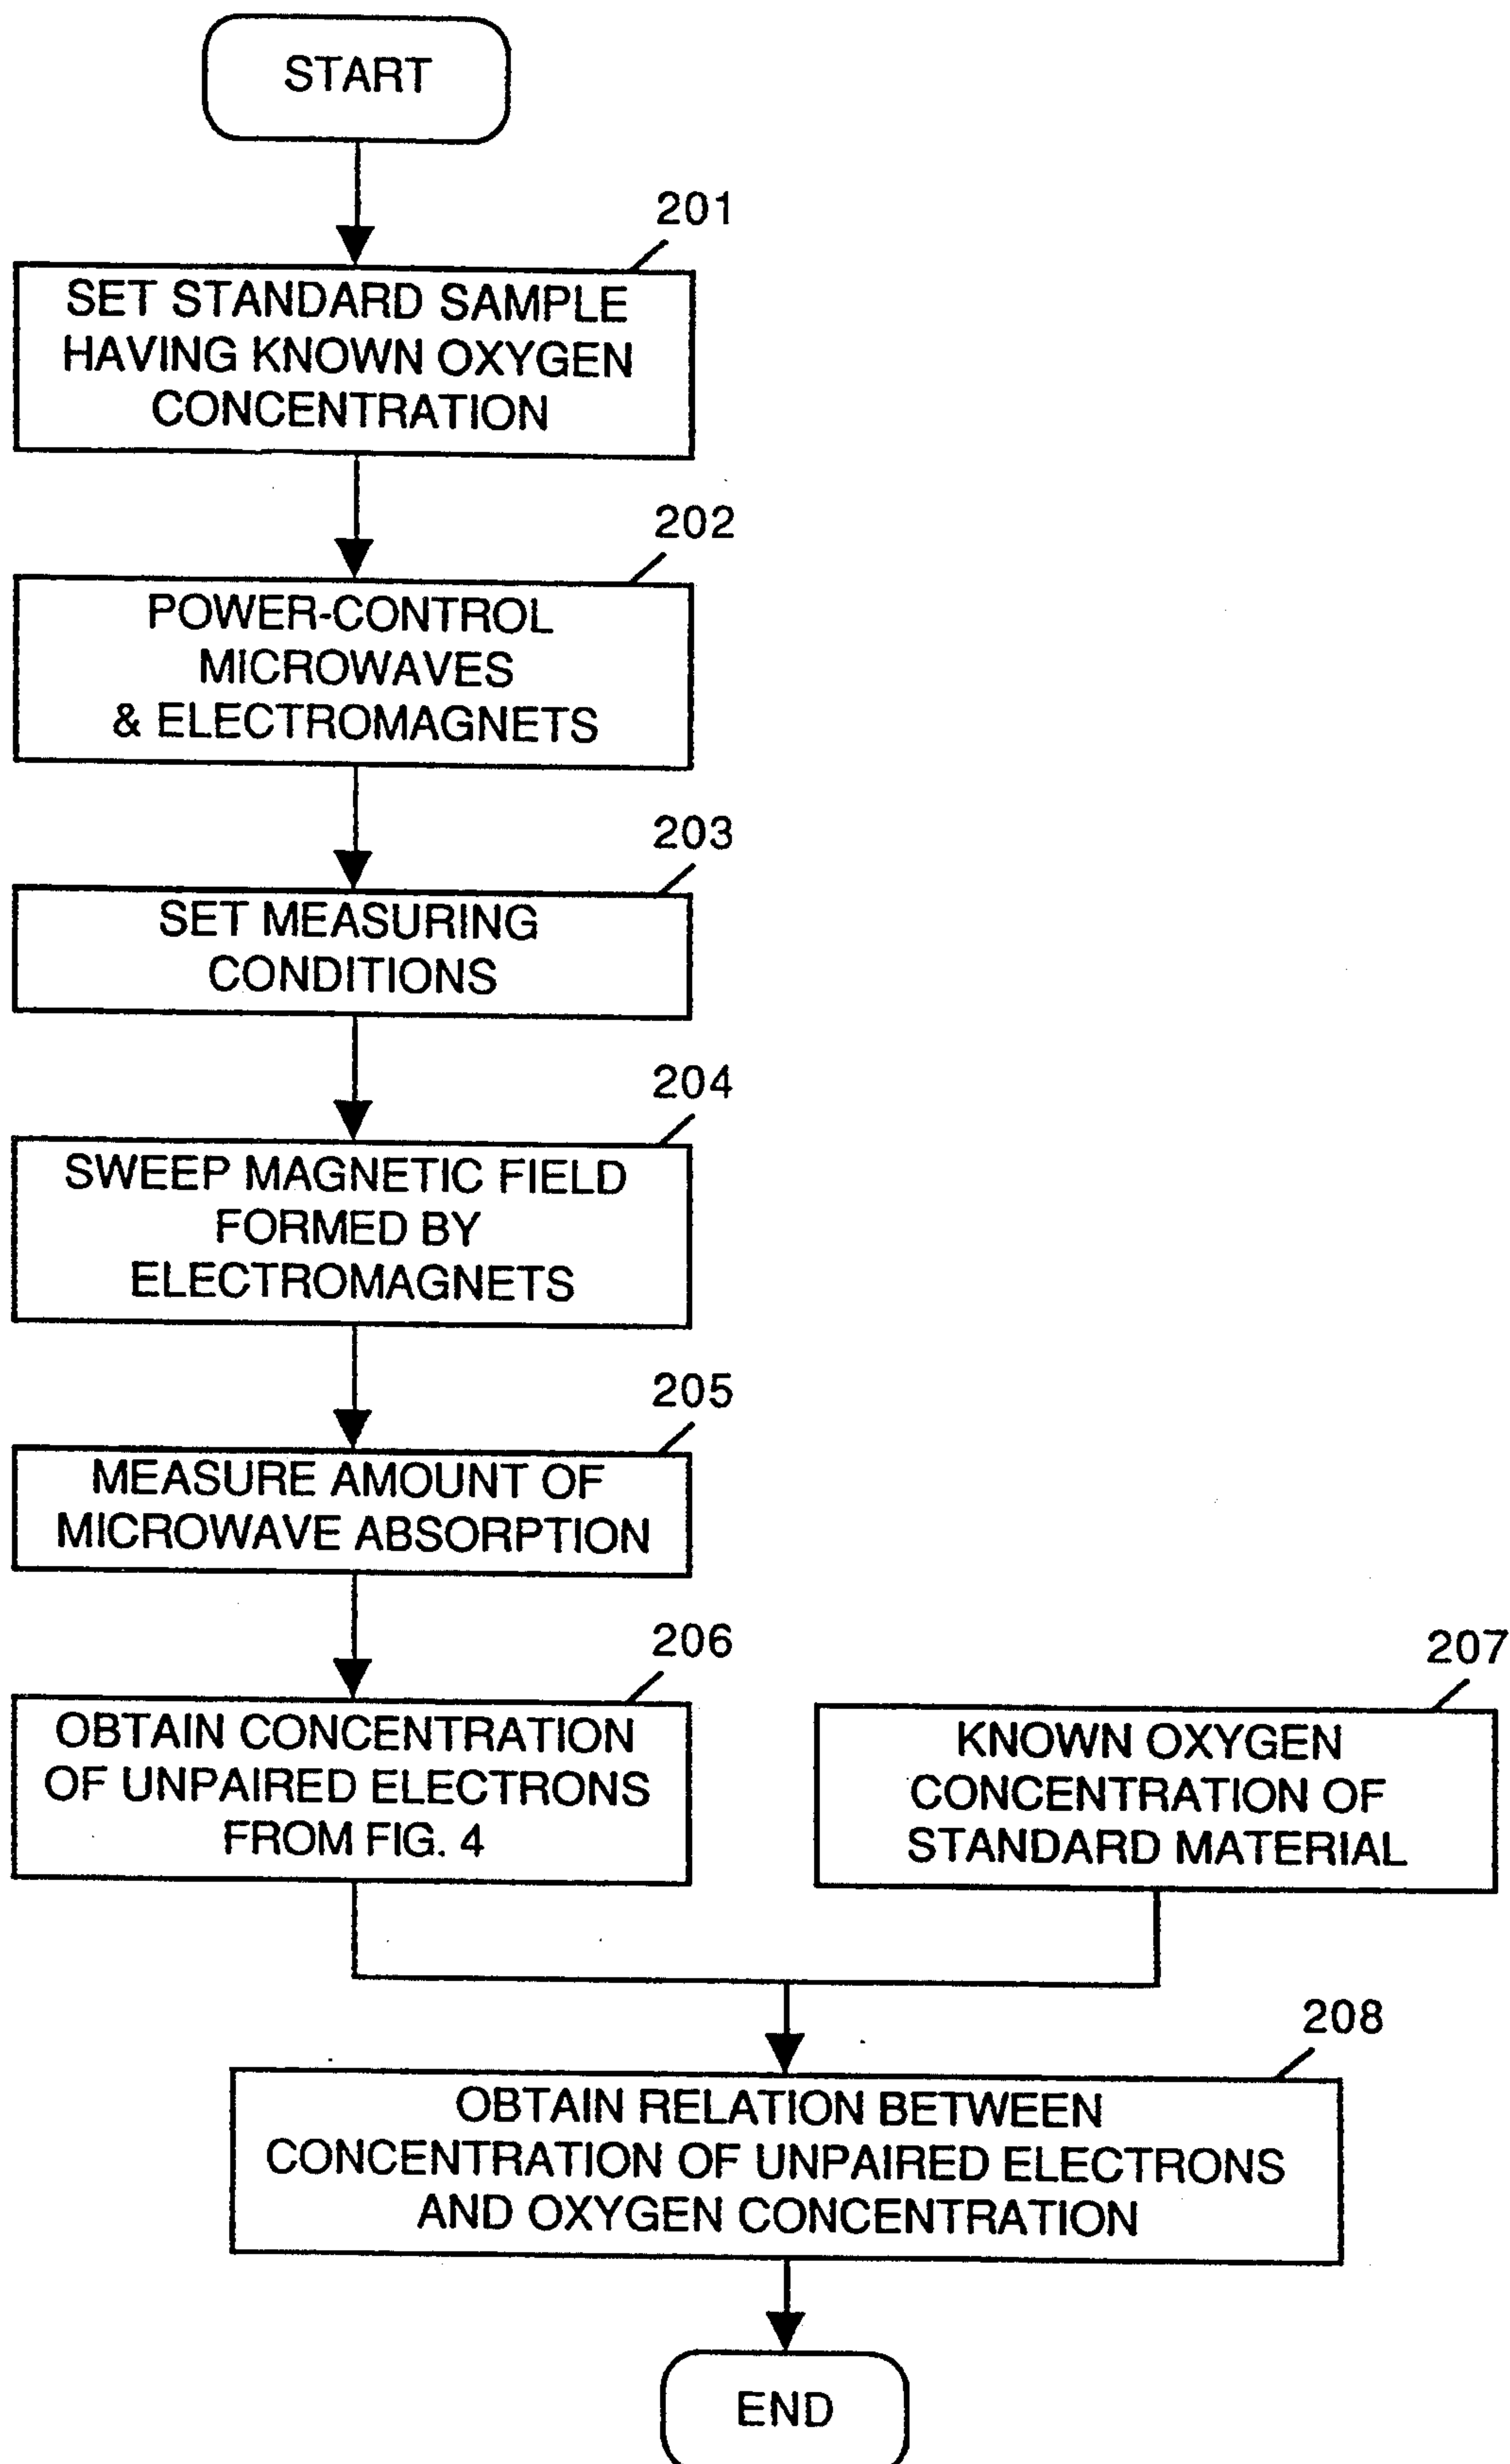 START
201
SET STANDARD SAMPLE
HAVING KNOWN OXYGEN
CONCENTRATION
202
POWER-CONTROL
MICROWAVES
& ELECTROMAGNETS
203
SET MEASURING
CONDITIONS
204
SWEEP MAGNETIC FIELD
FORMED BY
ELECTROMAGNETS
205
MEASURE AMOUNT OF
MICROWAVE ABSORPTION
206
OBTAIN CONCENTRATION
OF UNPAIRED ELECTRONS
FROM FIG. 4
207
KNOWN OXYGEN
CONCENTRATION OF
STANDARD MATERIAL
208
OBTAIN RELATION BETWEEN
CONCENTRATION OF UNPAIRED ELECTRONS
AND OXYGEN CONCENTRATION
END